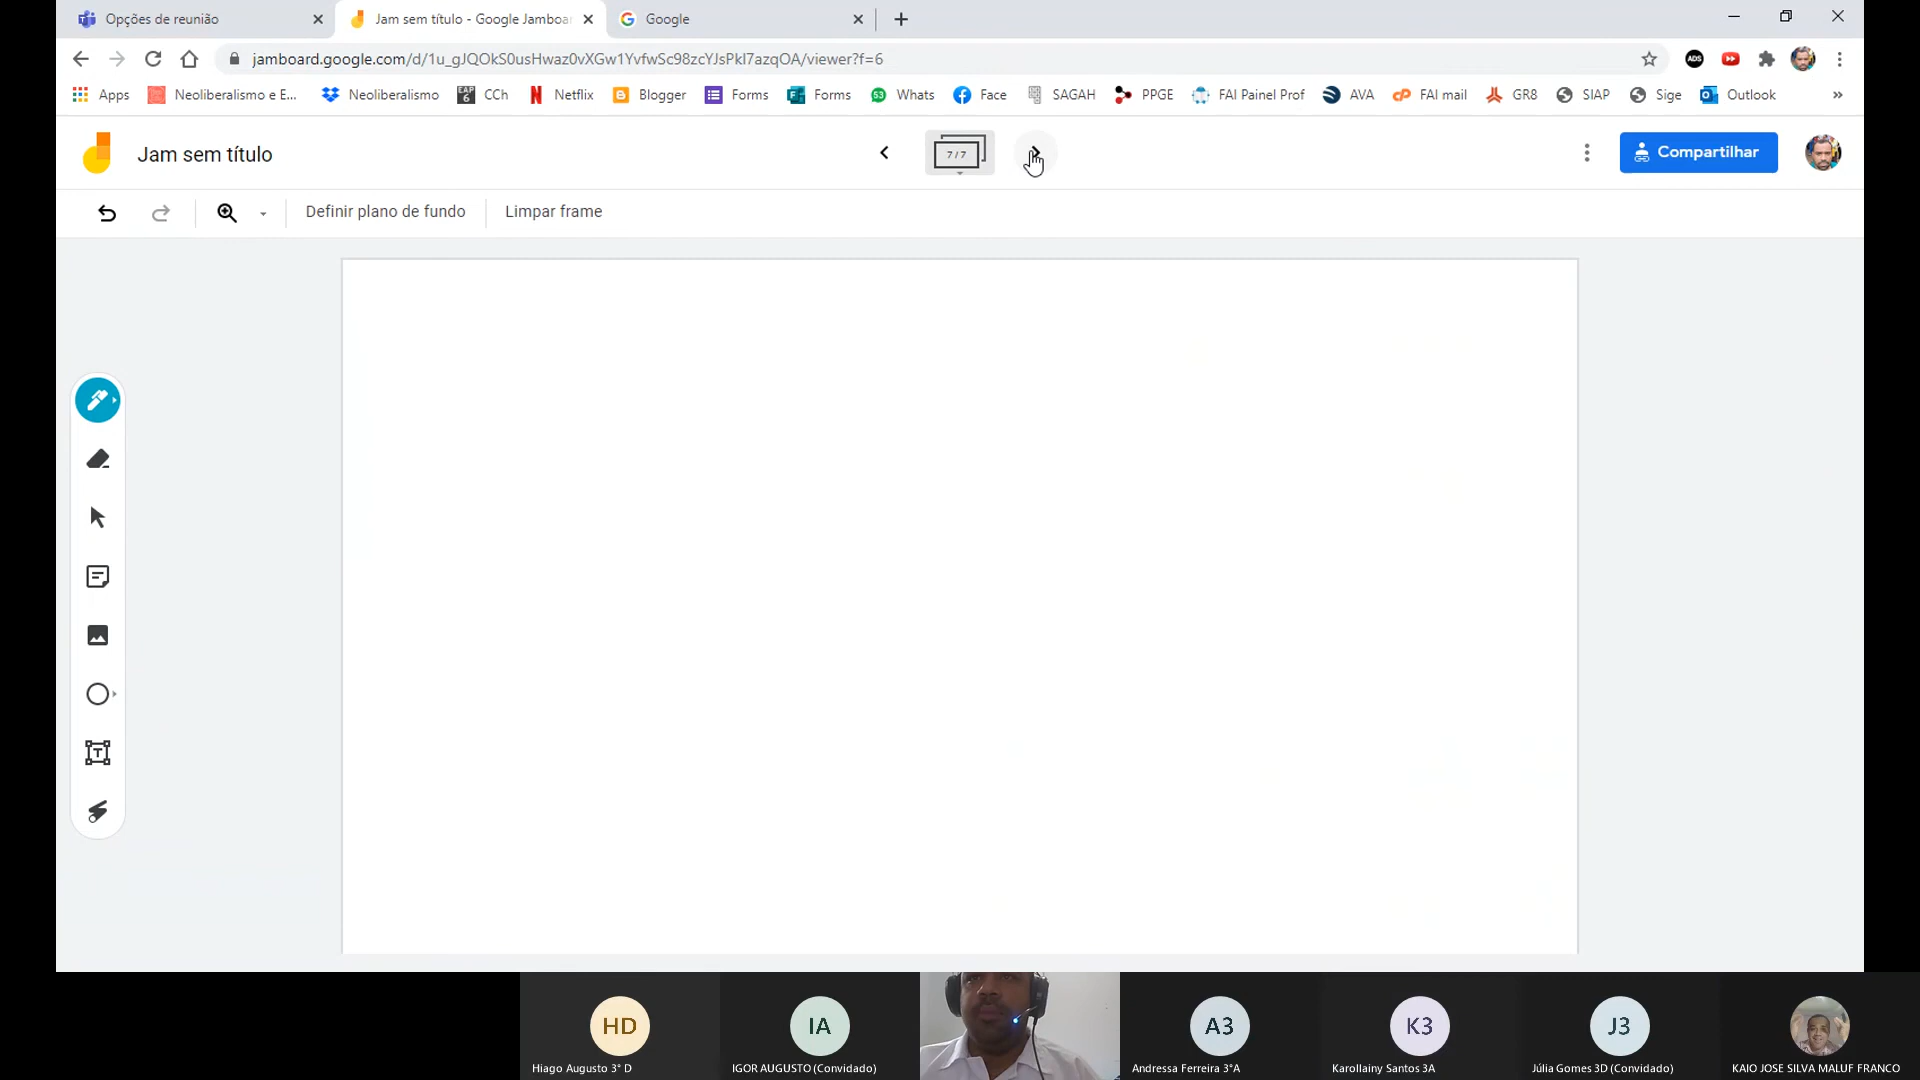 Opções de reunião
Jam sem título - Google Jamboa
Google
jamboard.google.com/d/1u_gJQOkS0usHwaz0vXGw1YvfwSc98zcYJsPkI7azqOA/viewer?f=6
ADS
Apps
Neoliberalismo e E...
Neoliberalismo
CCh
Netflix
Blogger
Forms
Forms
Whats
Face
SAGAH
PPGE
FAI Painel Prof
AVA
FAI mail
GR8
SIAP
Sige
Outlook
Jam sem título
7 / 7
Compartilhar
Definir plano de fundo
Limpar frame
HD
IA
A3
K3
J3
Hiago Augusto 3° D
IGOR AUGUSTO (Convidado)
Andressa Ferreira 3°A
Karollainy Santos 3A
Júlia Gomes 3D (Convidado)
KAIO JOSE SILVA MALUF FRANCO